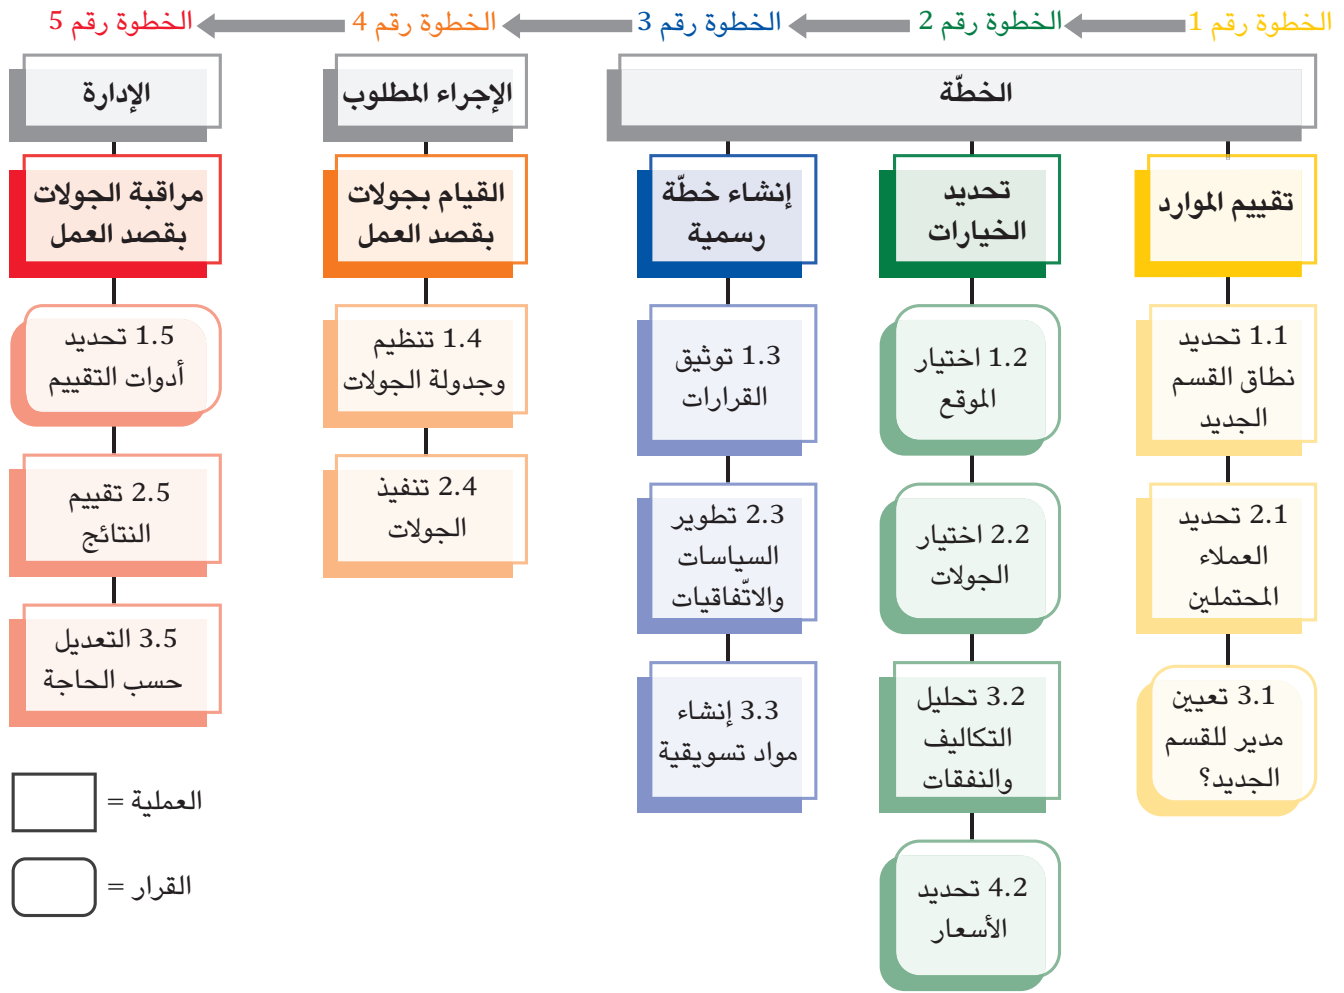 الخطوة رقم 1
الخطوة رقم 2
الخطوة رقم 3
الخطوة رقم 4
الخطوة رقم 5
الخطّة
الإجراء المطلوب
الإدارة
تقييم الموارد
1.1 تحديد
نطاق القسم
الجديد
2.1 تحديد
العملاء
المحتملين
3.1 تعيين
مدير للقسم
الجديد؟
تحديد
الخيارات
1.2 اختيار
الموقع
2.2 اختيار
الجولات
3.2 تحليل
التكاليف
والنفقات
4.2 تحديد
الأسعار
إنشاء خطّة
رسمية
1.3 توثيق
القرارات
2.3 تطوير
السياسات
والاتّفاقيات
3.3 إنشاء
مواد تسويقية
القيام بجولات
بقصد العمل
1.4 تنظيم
وجدولة الجولات
2.4 تنفيذ
الجولات
مراقبة الجولات
بقصد العمل
1.5 تحديد
أدوات التقييم
2.5 تقييم
النتائج
3.5 التعديل
حسب الحاجة
العملية =
القرار =